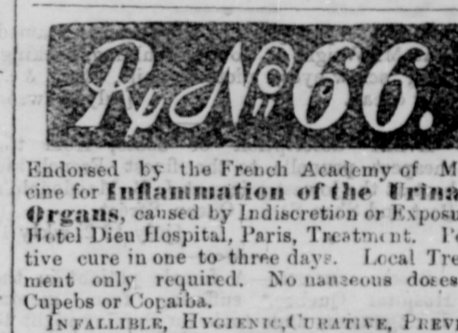 Rx No 66.
Endorsed by the French Academy of M
cine for Inflammation of the Urina
Organs, caused by Indiscretion or Exposu
Hotel Dieu Hospital, Paris, Treatment. P
tive cure in one to three days. Local Tre
ment only required. No nauseous doses
Cupebs or Copaiba.
INFALLIBLE, HYGIENIC, CURATIVE, PREV